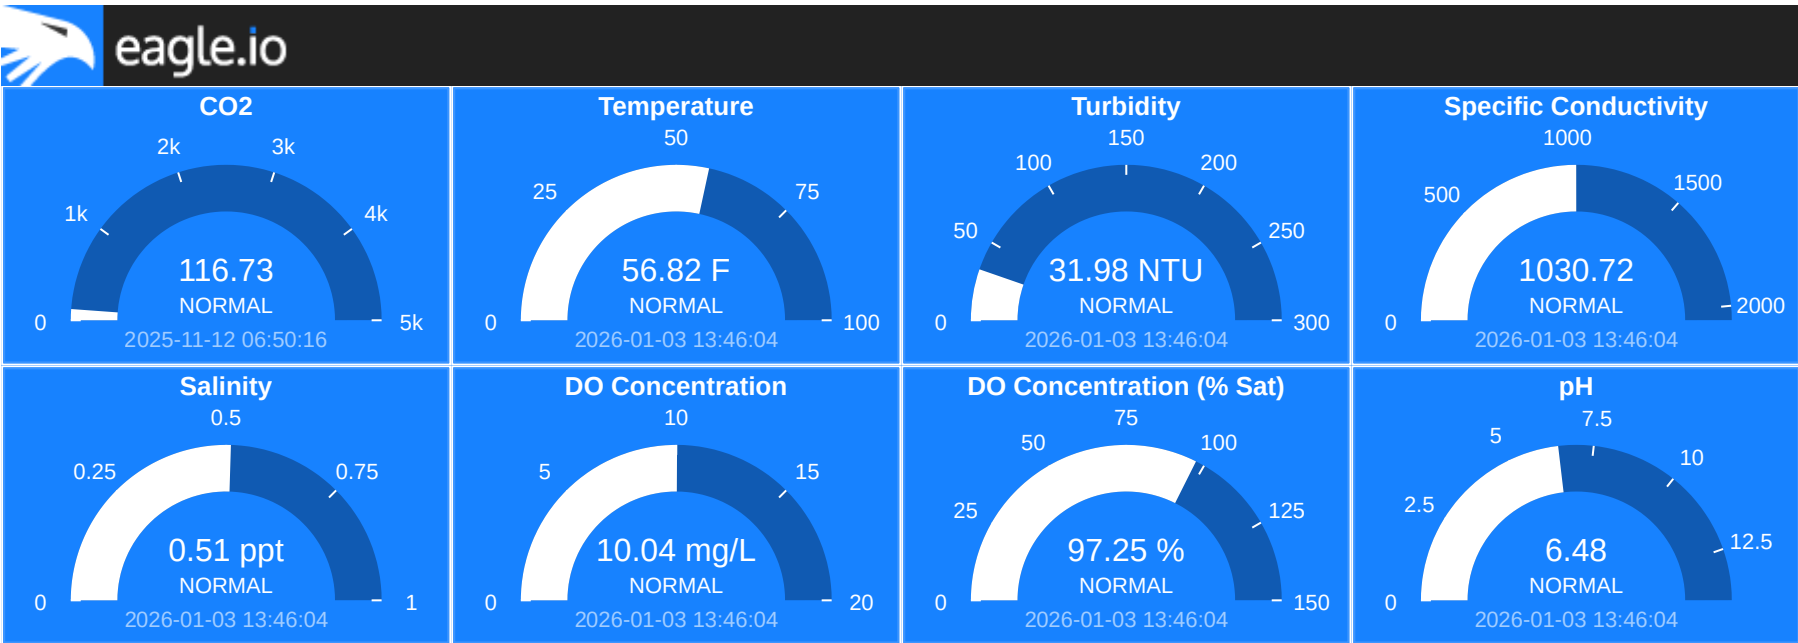 eagle.io
CO2
0
1k
2k
3k
4k
5k
116.73
NORMAL
2025-11-12 06:50:16
Temperature
0
25
50
75
100
56.82 F
NORMAL
2026-01-03 13:46:04
Turbidity
0
50
100
150
200
250
300
31.98 NTU
NORMAL
2026-01-03 13:46:04
Specific Conductivity
0
500
1000
1500
2000
1030.72
NORMAL
2026-01-03 13:46:04
Salinity
0
0.25
0.5
0.75
1
0.51 ppt
NORMAL
2026-01-03 13:46:04
DO Concentration
0
5
10
15
20
10.04 mg/L
NORMAL
2026-01-03 13:46:04
DO Concentration (% Sat)
0
25
50
75
100
125
150
97.25 %
NORMAL
2026-01-03 13:46:04
pH
0
2.5
5
7.5
10
12.5
6.48
NORMAL
2026-01-03 13:46:04